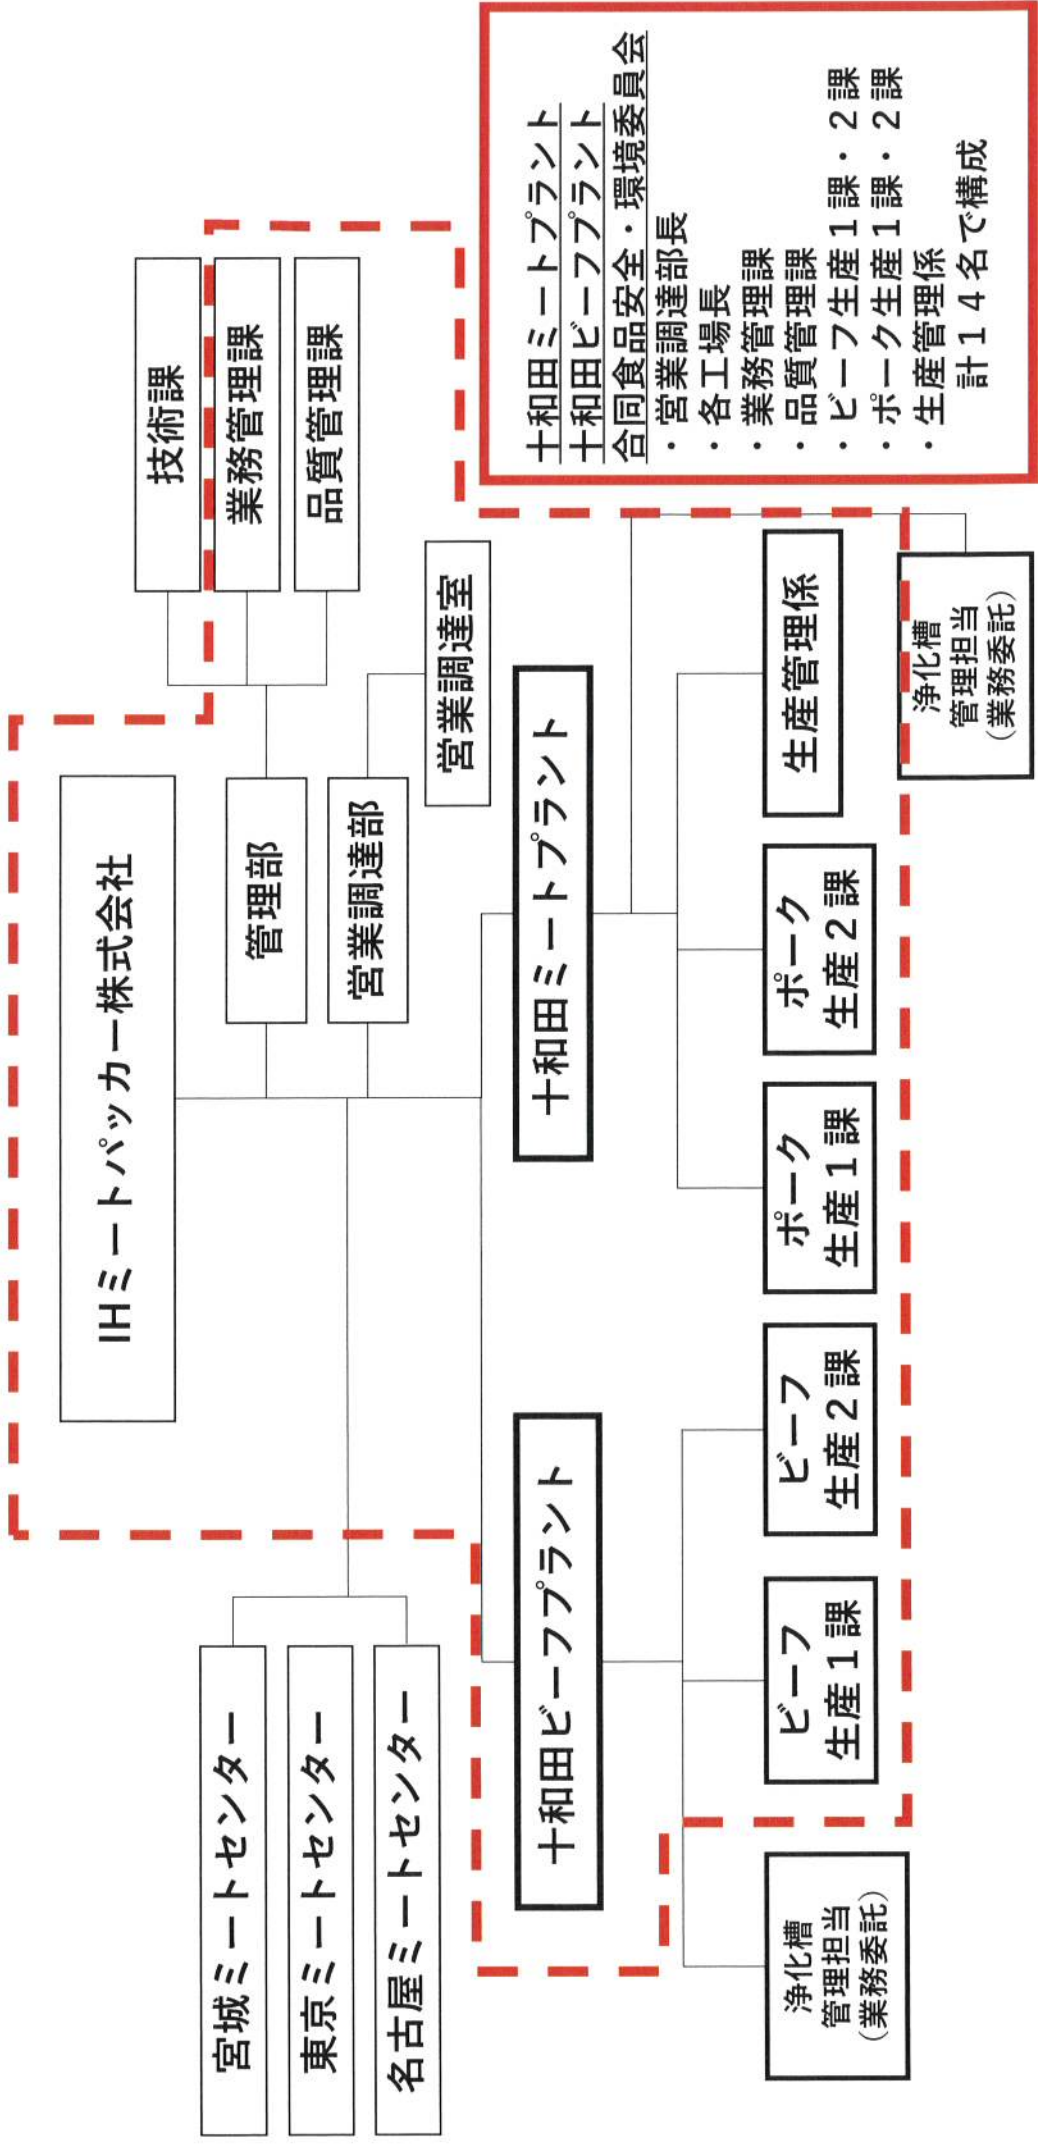 IHミートパッカー株式会社
管理部
営業調達部
技術課
業務管理課
品質管理課
営業調達室
宮城ミートセンター
東京ミートセンター
名古屋ミートセンター
十和田ビーフプラント
十和田ミートプラント
浄化槽
管理担当
(業務委託)
ビーフ
生産1課
ビーフ
生産2課
ポーク
生産1課
ポーク
生産2課
生産管理係
浄化槽
管理担当
(業務委託)
十和田ミートプラント
十和田ビーフプラント
合同食品安全・環境委員会
・営業調達部長
・各工場長
・業務管理課
・品質管理課
・ビーフ生産1課・2課
・ポーク生産1課・2課
・生産管理係
計14名で構成